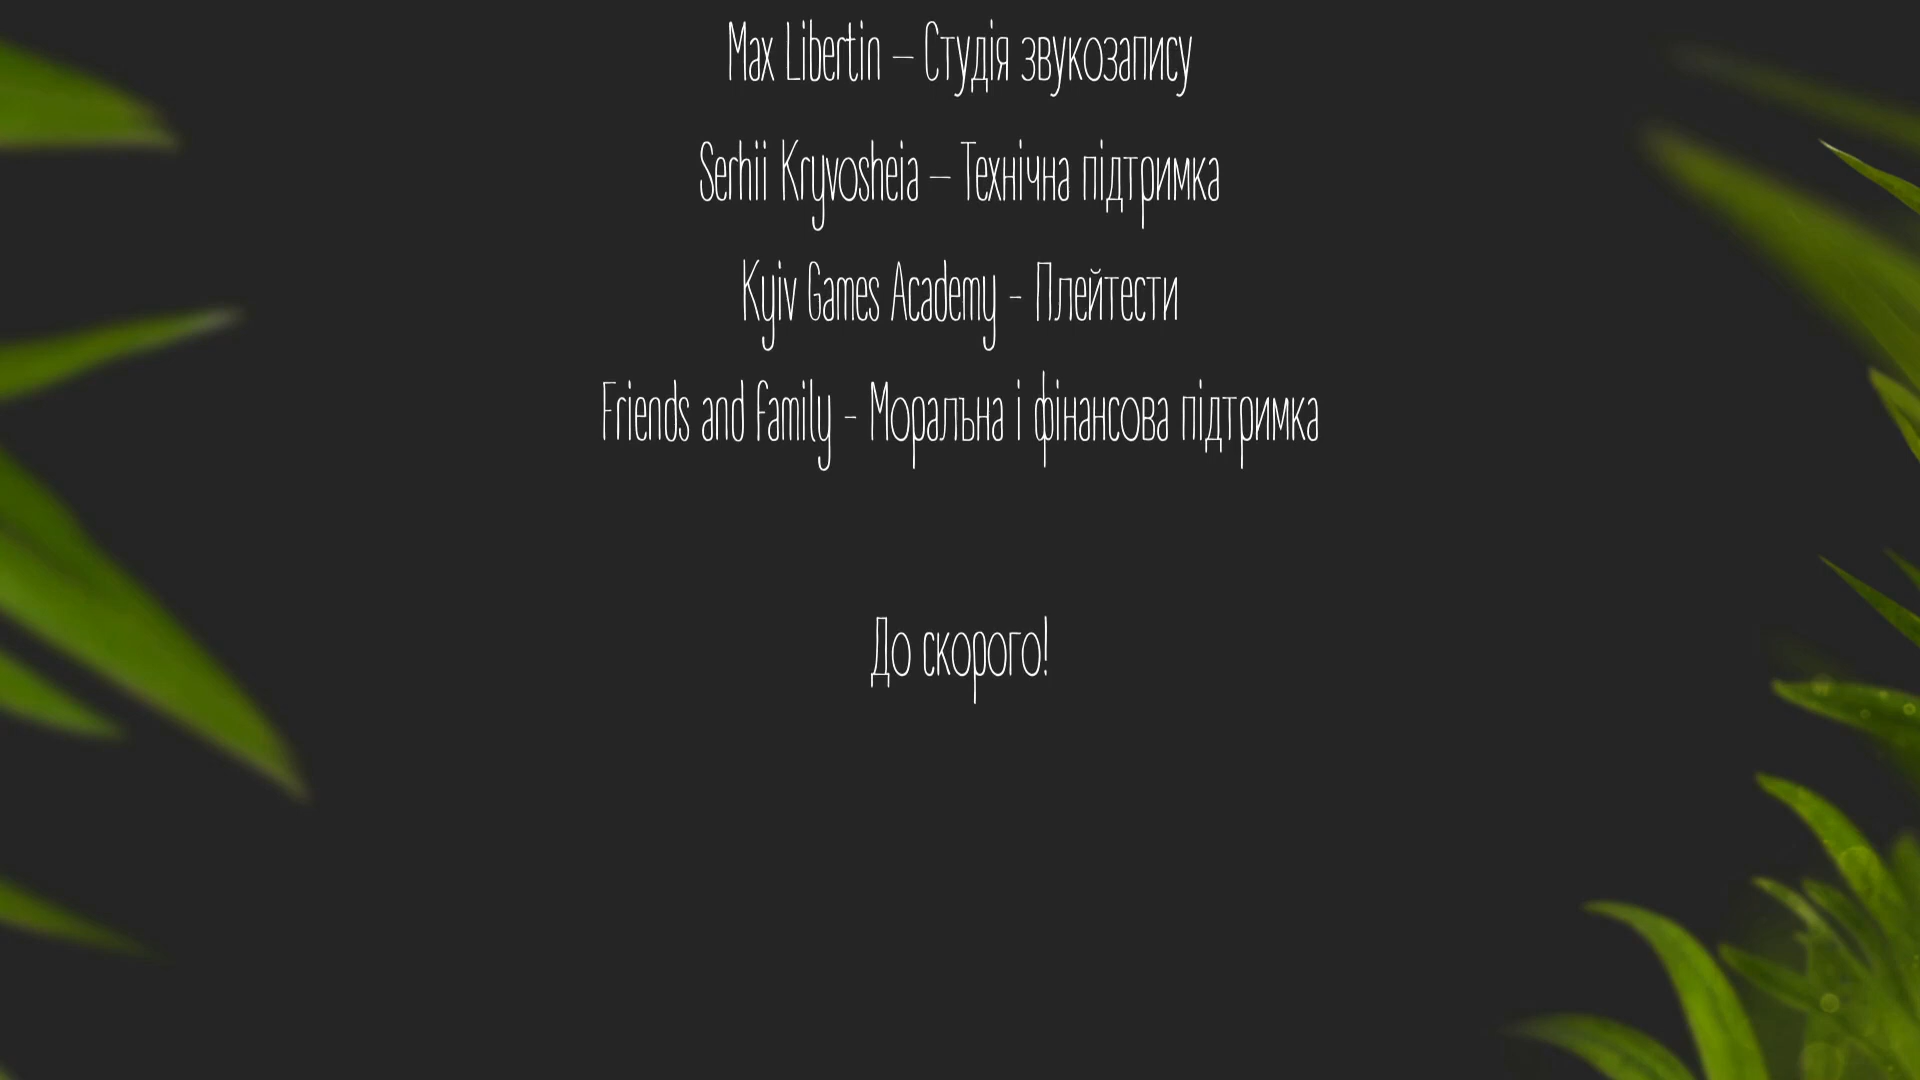 Max Libertin – Студія звукозапису
Serhii Kryvosheia – Технічна підтримка
Kyiv Games Academy - Плейтести
Friends and family - Моральна і фінансова підтримка
До скорого!